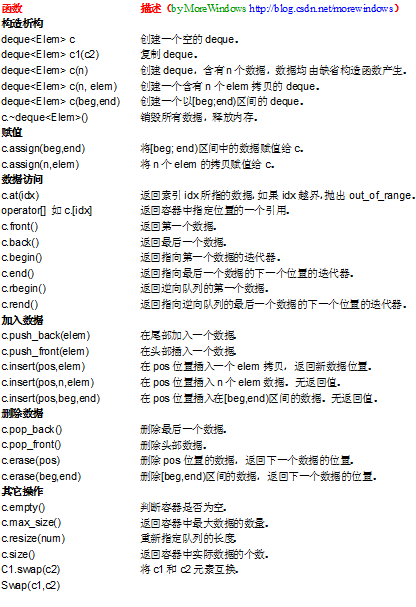 函数 描述（by MoreWindows http://blog.csdn.net/morewindows）
构造析构
deque<Elem> c 创建一个空的 deque。
deque<Elem> c1(c2) 复制 deque。
deque<Elem> c(n) 创建 deque，含有 n 个数据，数据均由缺省构造函数产生。
deque<Elem> c(n, elem) 创建一个含有 n 个 elem 拷贝的 deque。
deque<Elem> c(beg,end) 创建一个以[beg;end)区间的 deque。
c.~deque<Elem>() 销毁所有数据，释放内存。
赋值
c.assign(beg,end) 将[beg; end)区间中的数据赋值给 c。
c.assign(n,elem) 将 n 个 elem 的拷贝赋值给 c。
数据访问
c.at(idx) 返回索引 idx 所指的数据，如果 idx 越界，抛出 out_of_range。
operator[] 如 c.[idx] 返回容器中指定位置的一个引用。
c.front() 返回第一个数据。
c.back() 返回最后一个数据。
c.begin() 返回指向第一个数据的迭代器。
c.end() 返回指向最后一个数据的下一个位置的迭代器。
c.rbegin() 返回逆向队列的第一个数据。
c.rend() 返回指向逆向队列的最后一个数据的下一个位置的迭代器。
加入数据
c.push_back(elem) 在尾部加入一个数据。
c.push_front(elem) 在头部插入一个数据。
c.insert(pos,elem) 在 pos 位置插入一个 elem 拷贝，返回新数据位置。
c.insert(pos,n,elem) 在 pos 位置插入 n 个 elem 数据。无返回值。
c.insert(pos,beg,end) 在 pos 位置插入在[beg,end)区间的数据。无返回值。
删除数据
c.pop_back() 删除最后一个数据。
c.pop_front() 删除头部数据。
c.erase(pos) 删除 pos 位置的数据，返回下一个数据的位置。
c.erase(beg,end) 删除[beg,end)区间的数据，返回下一个数据的位置。
其它操作
c.empty() 判断容器是否为空。
c.max_size() 返回容器中最大数据的数量。
c.resize(num) 重新指定队列的长度。
c.size() 返回容器中实际数据的个数。
C1.swap(c2) 将 c1 和 c2 元素互换。
Swap(c1,c2)